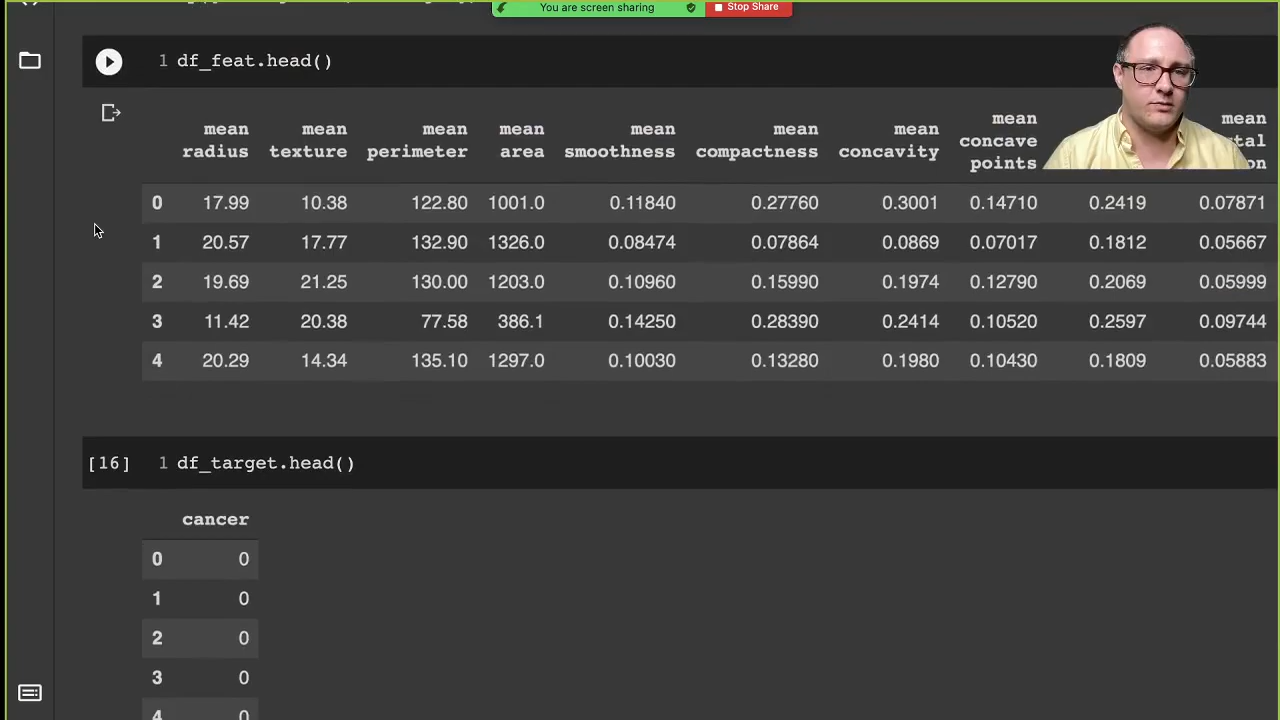 You are screen sharing Stop Share
1 df_feat.head()
mean radius mean texture mean perimeter mean area mean smoothness mean compactness mean concavity mean concave points mean
0 17.99 10.38 122.80 1001.0 0.11840 0.27760 0.3001 0.14710 0.2419 0.07871
1 20.57 17.77 132.90 1326.0 0.08474 0.07864 0.0869 0.07017 0.1812 0.05667
2 19.69 21.25 130.00 1203.0 0.10960 0.15990 0.1974 0.12790 0.2069 0.05999
3 11.42 20.38 77.58 386.1 0.14250 0.28390 0.2414 0.10520 0.2597 0.09744
4 20.29 14.34 135.10 1297.0 0.10030 0.13280 0.1980 0.10430 0.1809 0.05883
[16] 1 df_target.head()
cancer
0 0
1 0
2 0
3 0
4 0